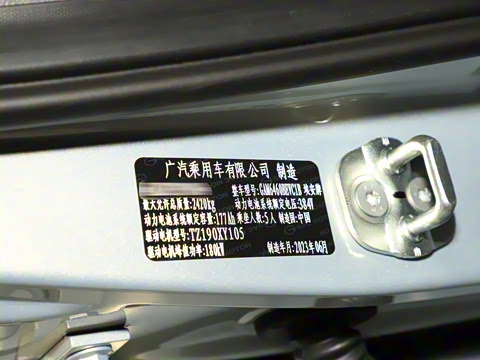 广汽乘用车有限公司 制造
整车型号:GAM6460BEVC1B 埃安牌
最大允许总质量:2420kg 动力电池系统额定电压:384V
动力电池系统额定容量:177Ah 乘坐人数:5人 制造国:中国
驱动电机型号:TZ190XY105
驱动电机峰值功率:180kW 制造年月:2023年06月